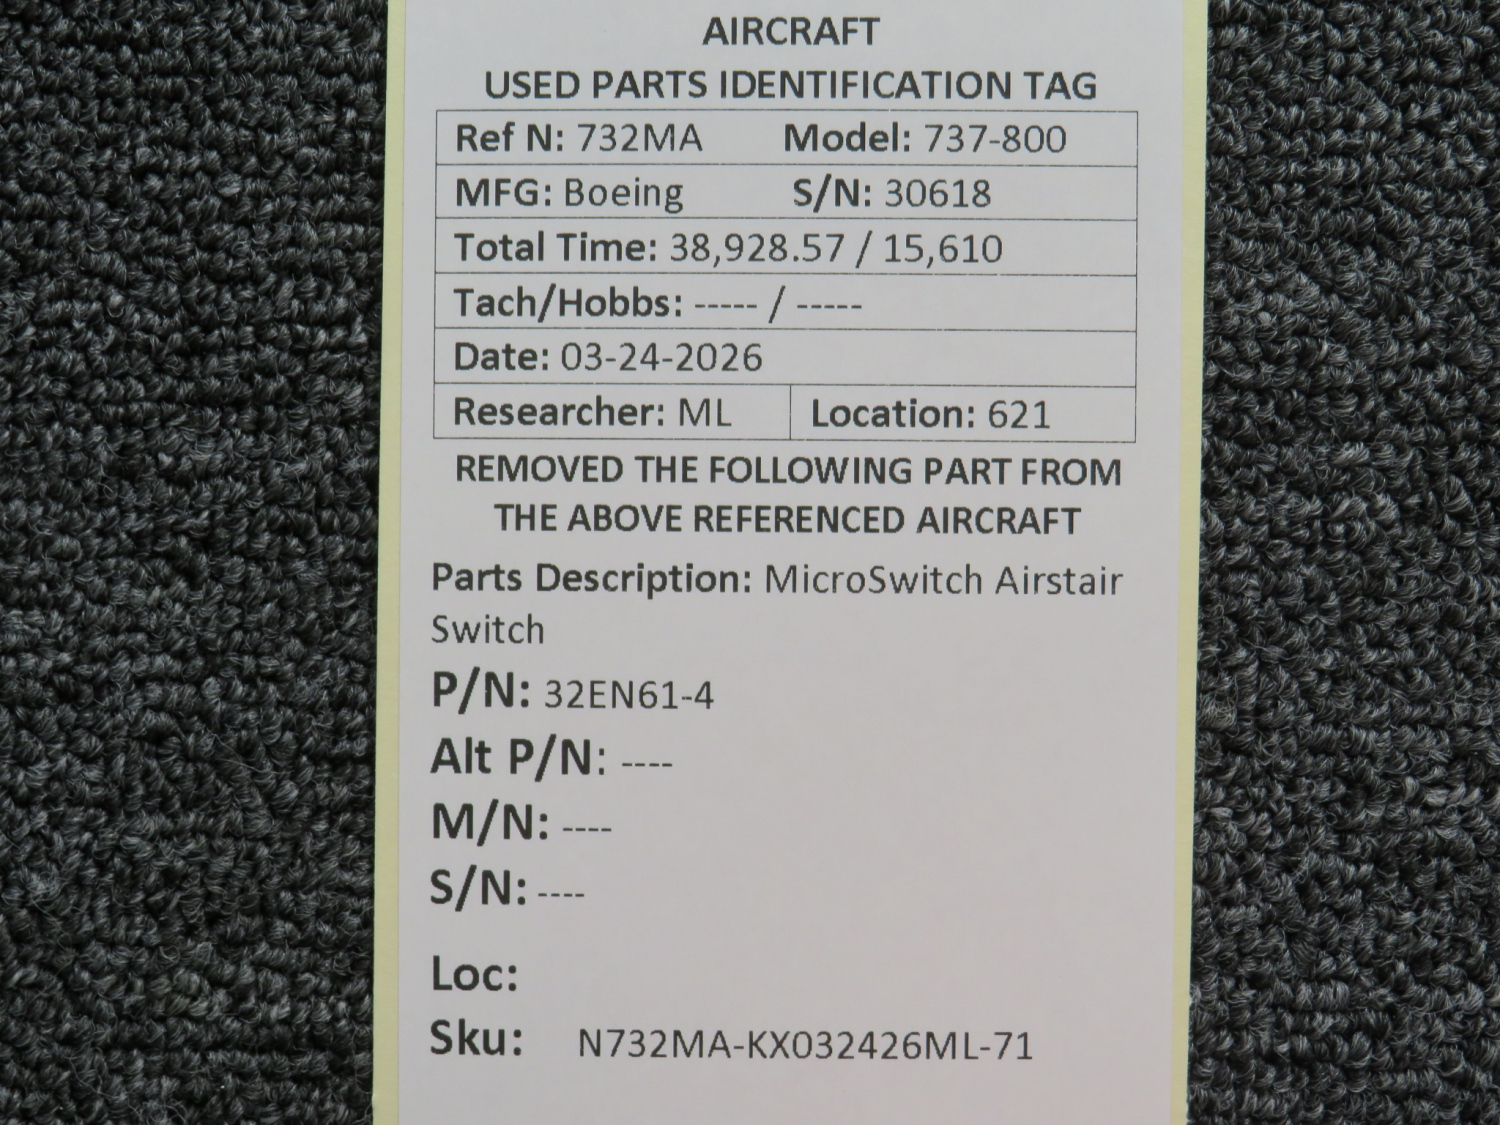 AIRCRAFT
USED PARTS IDENTIFICATION TAG
Ref N: 732MA Model: 737-800
MFG: Boeing S/N: 30618
Total Time: 38,928.57 / 15,610
Tach/Hobbs: ----- / -----
Date: 03-24-2026
Researcher: ML Location: 621
REMOVED THE FOLLOWING PART FROM
THE ABOVE REFERENCED AIRCRAFT
Parts Description: MicroSwitch Airstair
Switch
P/N: 32EN61-4
Alt P/N: ----
M/N: ----
S/N: ----
Loc:
Sku: N732MA-KX032426ML-71